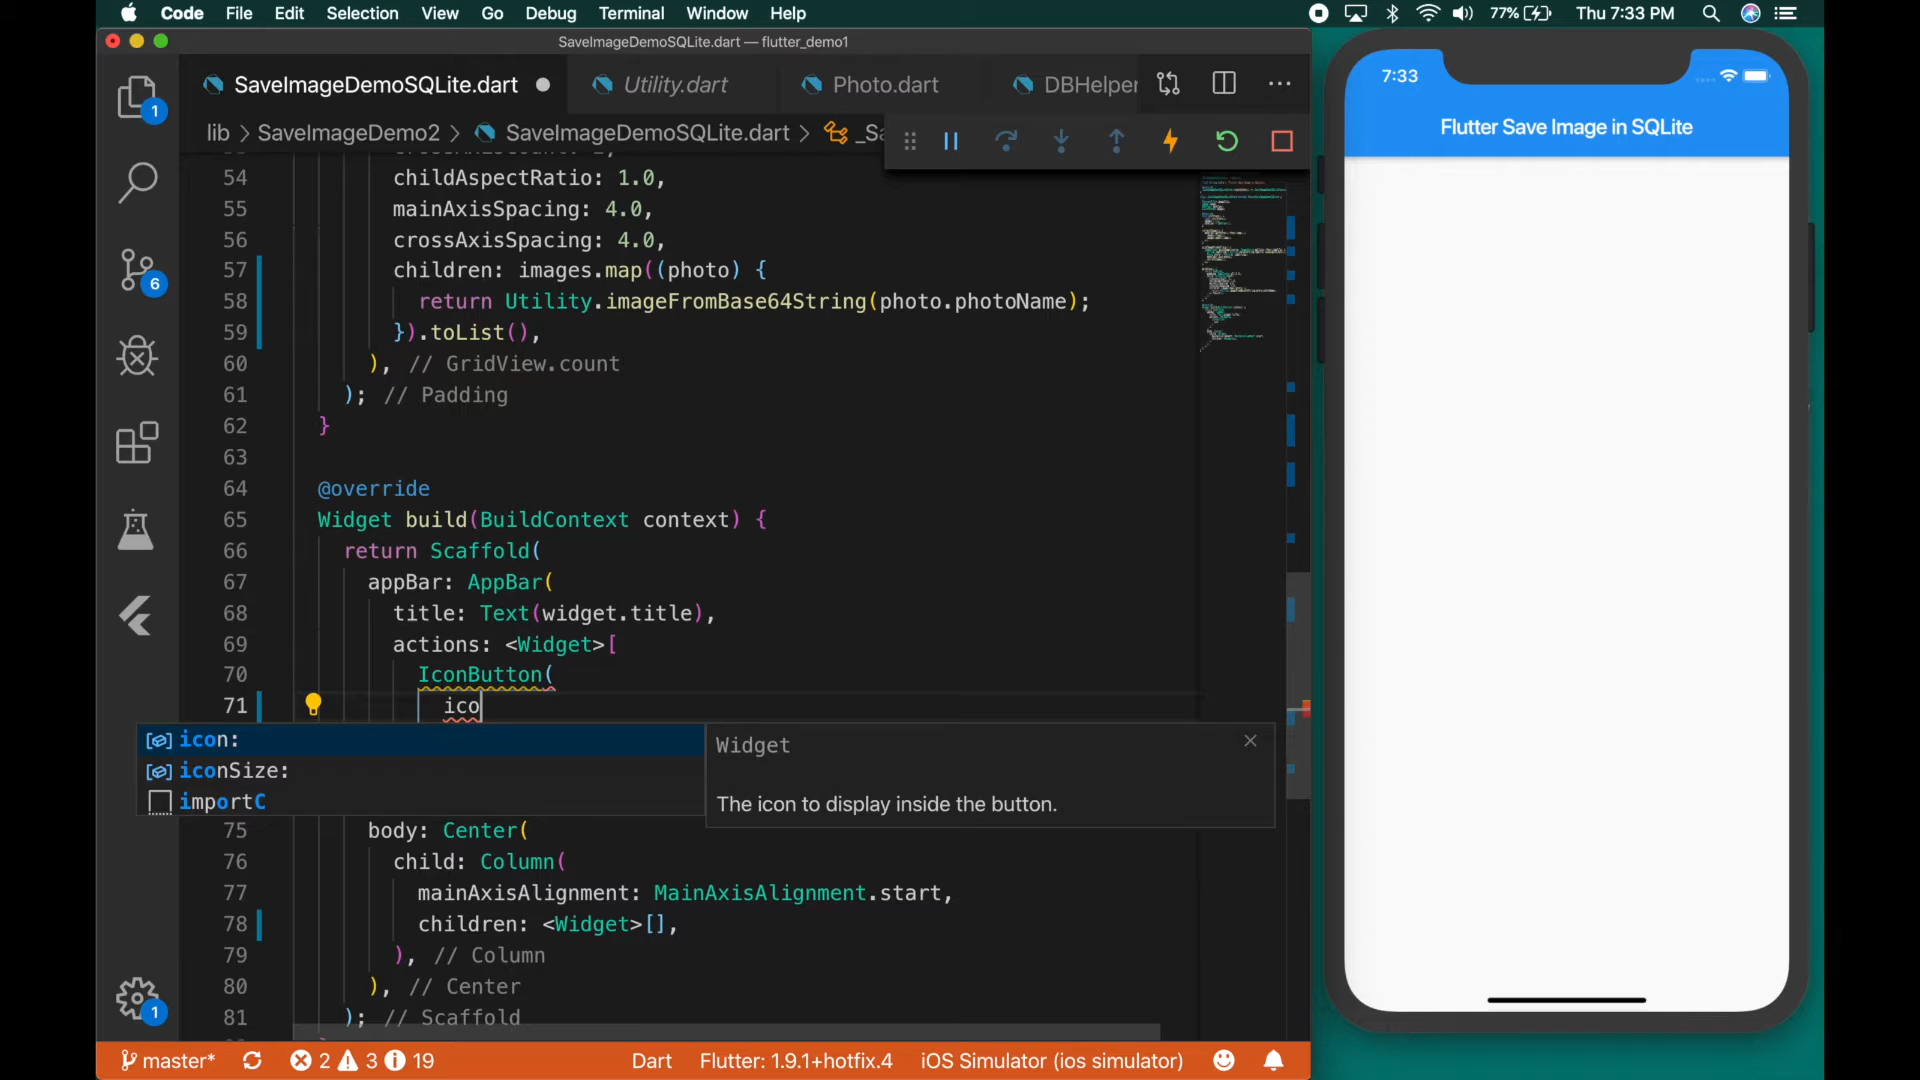 Code File Edit Selection View Go Debug Terminal Window Help 77% Thu 7:33 PM
SaveImageDemoSQLite.dart — flutter_demo1
SaveImageDemoSQLite.dart Utility.dart Photo.dart DBHelper
lib > SaveImageDemo2 > SaveImageDemoSQLite.dart >
54 childAspectRatio: 1.0,
55 mainAxisSpacing: 4.0,
56 crossAxisSpacing: 4.0,
57 children: images.map((photo) {
58 return Utility.imageFromBase64String(photo.photoName);
59 }).toList(),
60 ), // GridView.count
61 ); // Padding
62 }
63
64 @override
65 Widget build(BuildContext context) {
66 return Scaffold(
67 appBar: AppBar(
68 title: Text(widget.title),
69 actions: <Widget>[
70 IconButton(
71 ico
icon:
iconSize:
importC
Widget
The icon to display inside the button.
75 body: Center(
76 child: Column(
77 mainAxisAlignment: MainAxisAlignment.start,
78 children: <Widget>[],
79 ), // Column
80 ), // Center
81 ); // Scaffold
1
6
1
master* 2 3 19 Dart Flutter: 1.9.1+hotfix.4 iOS Simulator (ios simulator)
7:33
Flutter Save Image in SQLite